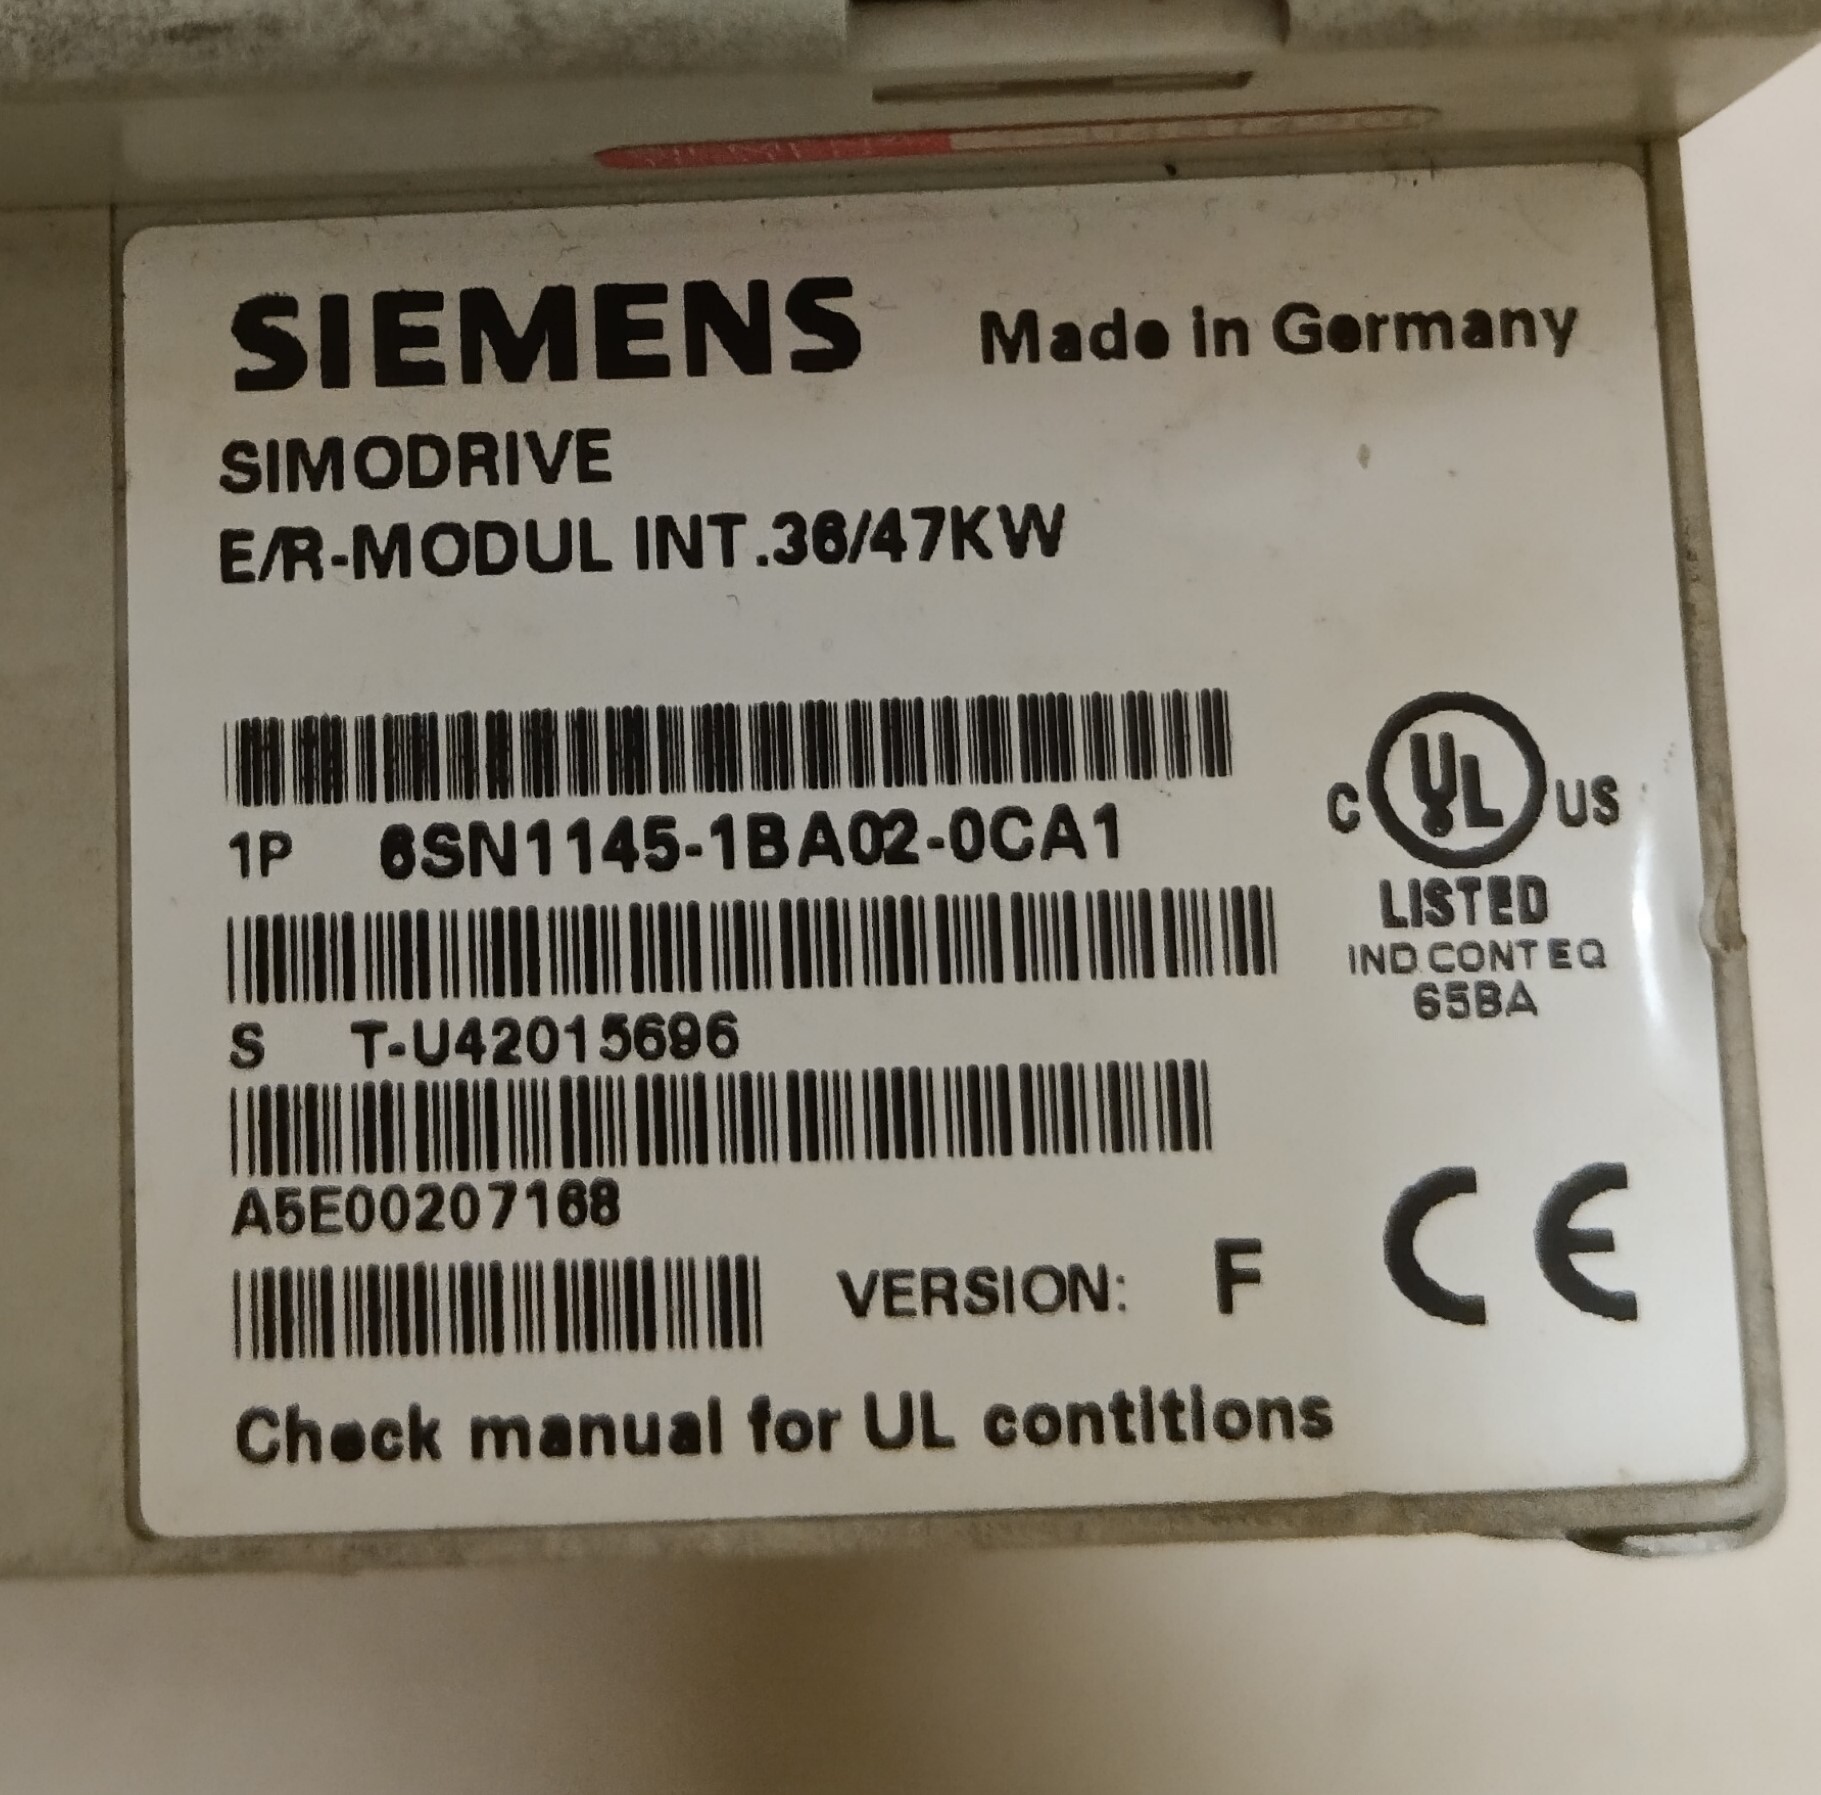 SIEMENS Made in Germany
SIMODRIVE
E/R-MODUL INT.36/47KW
1P 6SN1145-1BA02-0CA1
S T-U42015696
A5E00207168
VERSION: F
Check manual for UL contitions
C UL US
LISTED
IND.CONT.EQ
65BA
CE